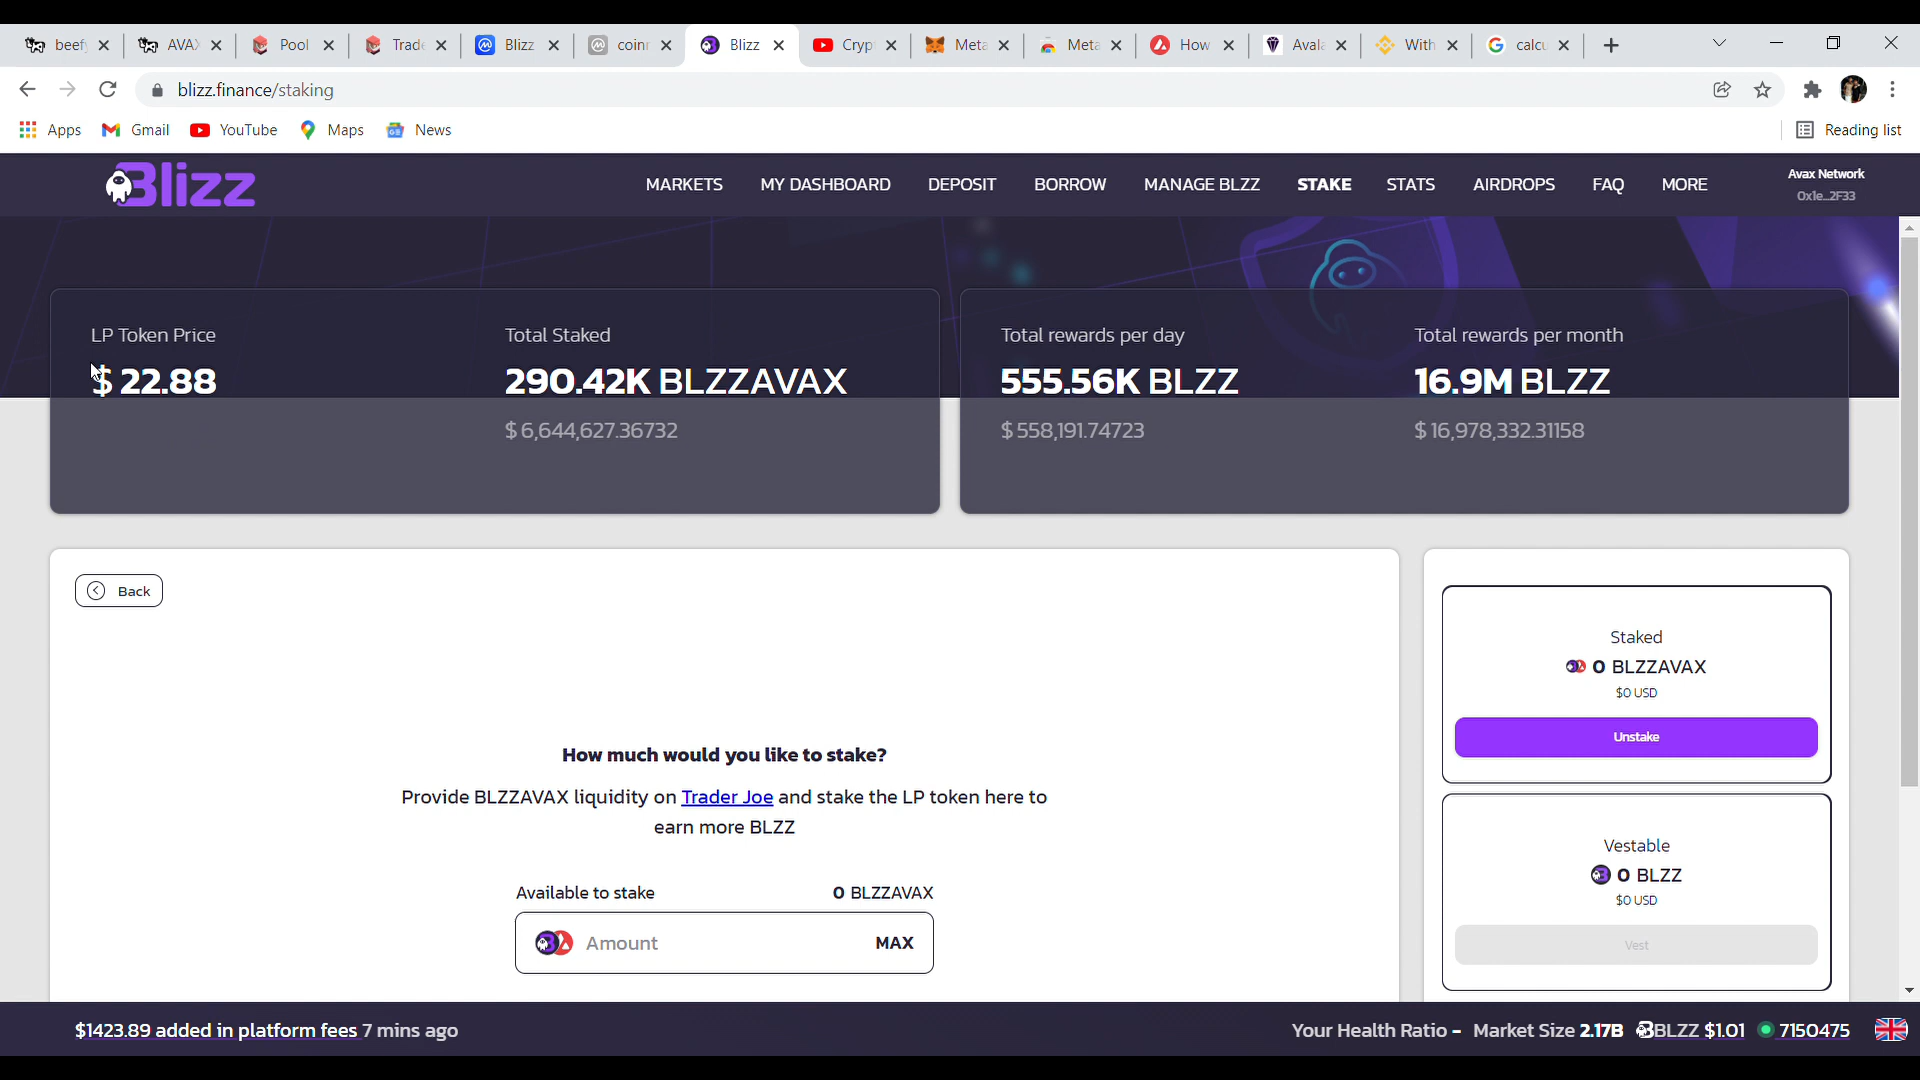 beef AVAX Pool Trade Blizz coinm Blizz Crypt Meta Meta How Avala With calcu
blizz.finance/staking
Apps Gmail YouTube Maps News Reading list
Blizz MARKETS MY DASHBOARD DEPOSIT BORROW MANAGE BLZZ STAKE STATS AIRDROPS FAQ MORE Avax Network
0x1e...2F33
LP Token Price Total Staked Total rewards per day Total rewards per month
$ 22.88 290.42K BLZZAVAX 555.56K BLZZ 16.9M BLZZ
$ 6,644,627.36732 $ 558,191.74723 $ 16,978,332.31158
Back
Staked
0 BLZZAVAX
$0 USD
Unstake
How much would you like to stake?
Provide BLZZAVAX liquidity on Trader Joe and stake the LP token here to
earn more BLZZ
Vestable
0 BLZZ
$0 USD
Vest
Available to stake 0 BLZZAVAX
Amount MAX
$1423.89 added in platform fees 7 mins ago Your Health Ratio - Market Size 2.17B BLZZ $1.01 7150475